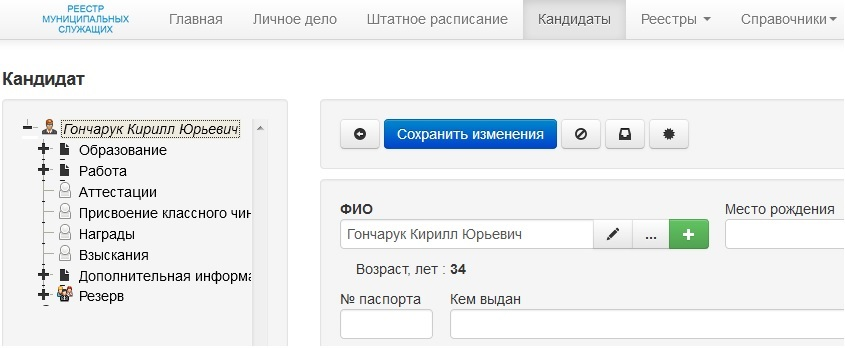 РЕЕСТР
МУНИЦИПАЛЬНЫХ
СЛУЖАЩИХ
Главная Личное дело Штатное расписание Кандидаты Реестры Справочники
Кандидат
Гончарук Кирилл Юрьевич
Образование
Работа
Аттестации
Присвоение классного чин
Награды
Взыскания
Дополнительная информа
Резерв
Сохранить изменения
ФИО Место рождения
Гончарук Кирилл Юрьевич ...
Возраст, лет : 34
№ паспорта Кем выдан